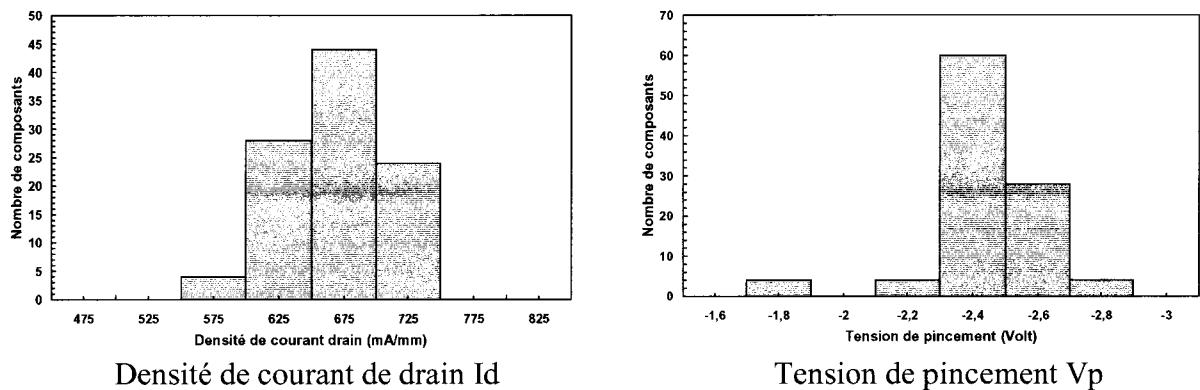 Nombre de composants
50
45
40
35
30
25
20
15
10
5
0
475 525 575 625 675 725 775 825
Densité de courant drain (mA/mm)
Densité de courant de drain Id
Nombre de composants
70
60
50
40
30
20
10
0
-1,6 -1,8 -2 -2,2 -2,4 -2,6 -2,8 -3
Tension de pincement (Volt)
Tension de pincement Vp